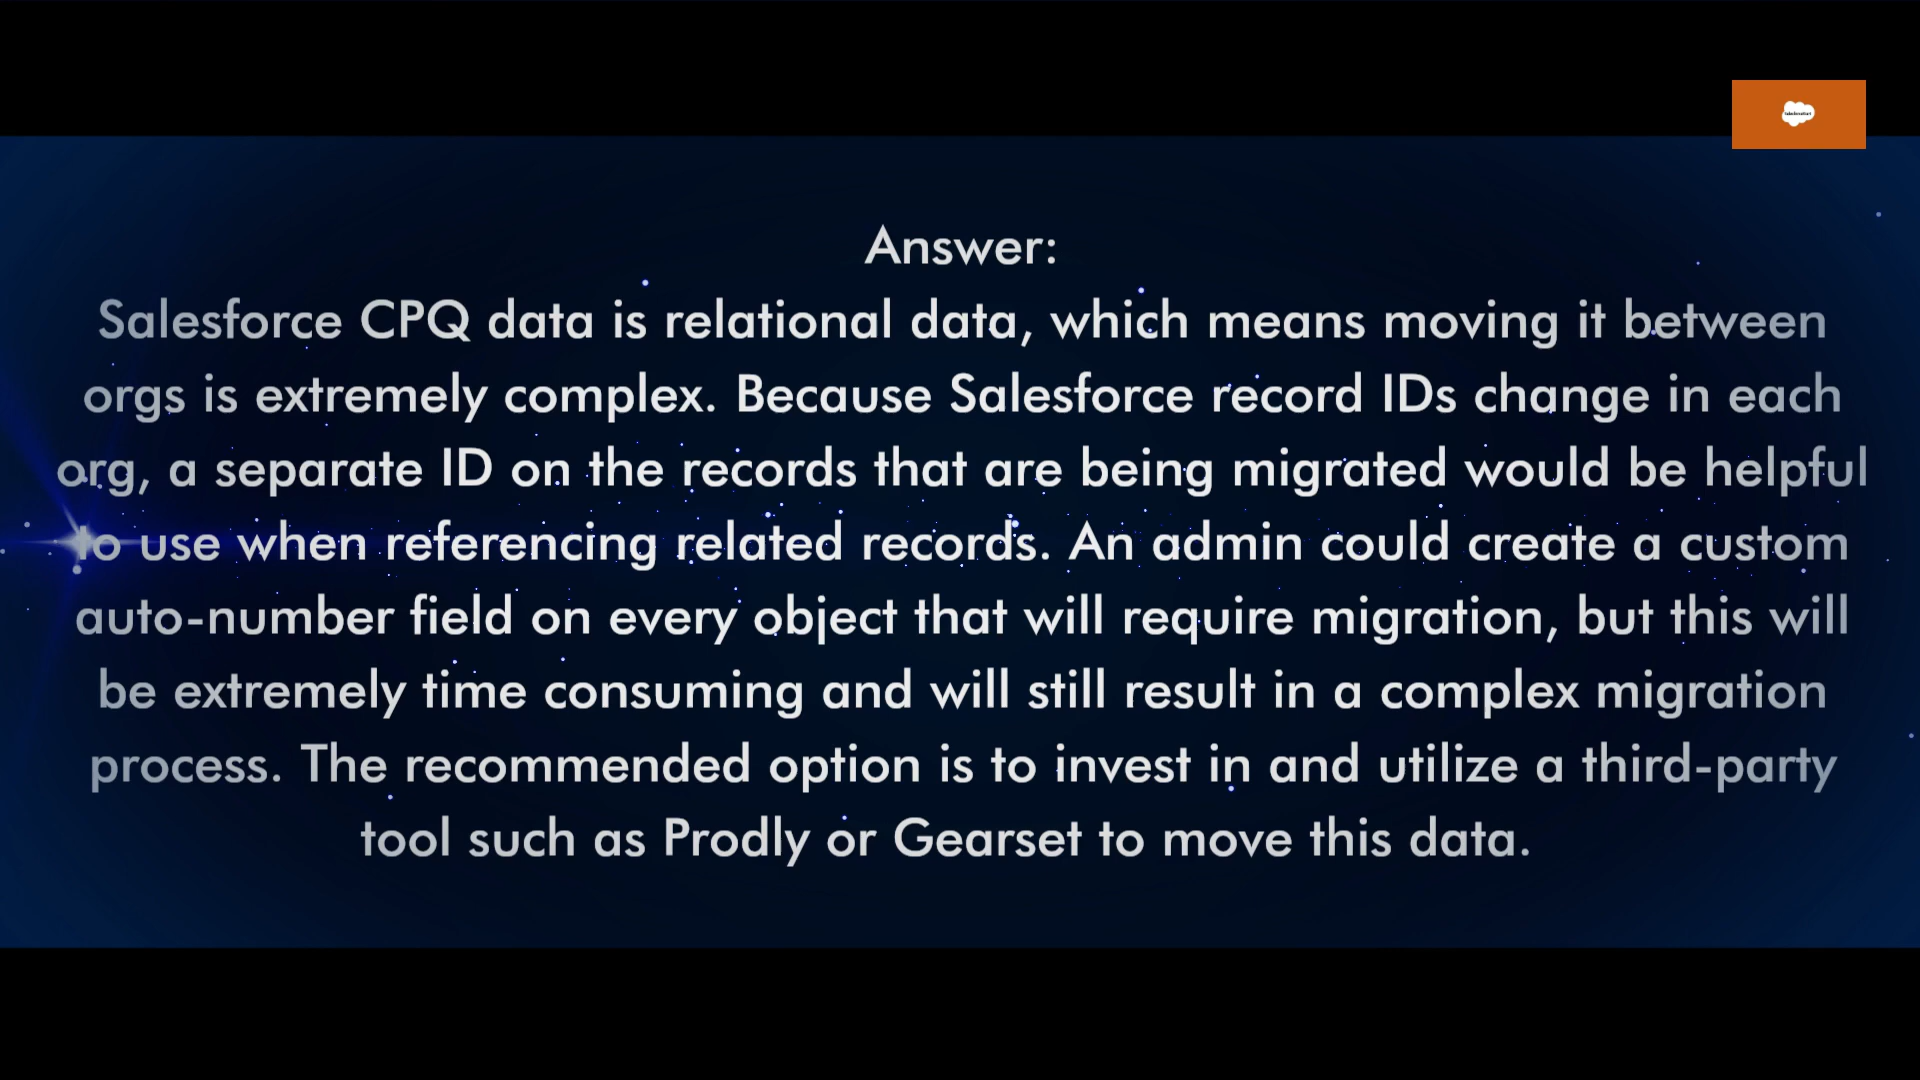 Answer:
Salesforce CPQ data is relational data, which means moving it between
orgs is extremely complex. Because Salesforce record IDs change in each
org, a separate ID on the records that are being migrated would be helpful
to use when referencing related records. An admin could create a custom
auto-number field on every object that will require migration, but this will
be extremely time consuming and will still result in a complex migration
process. The recommended option is to invest in and utilize a third-party
tool such as Prodly or Gearset to move this data.